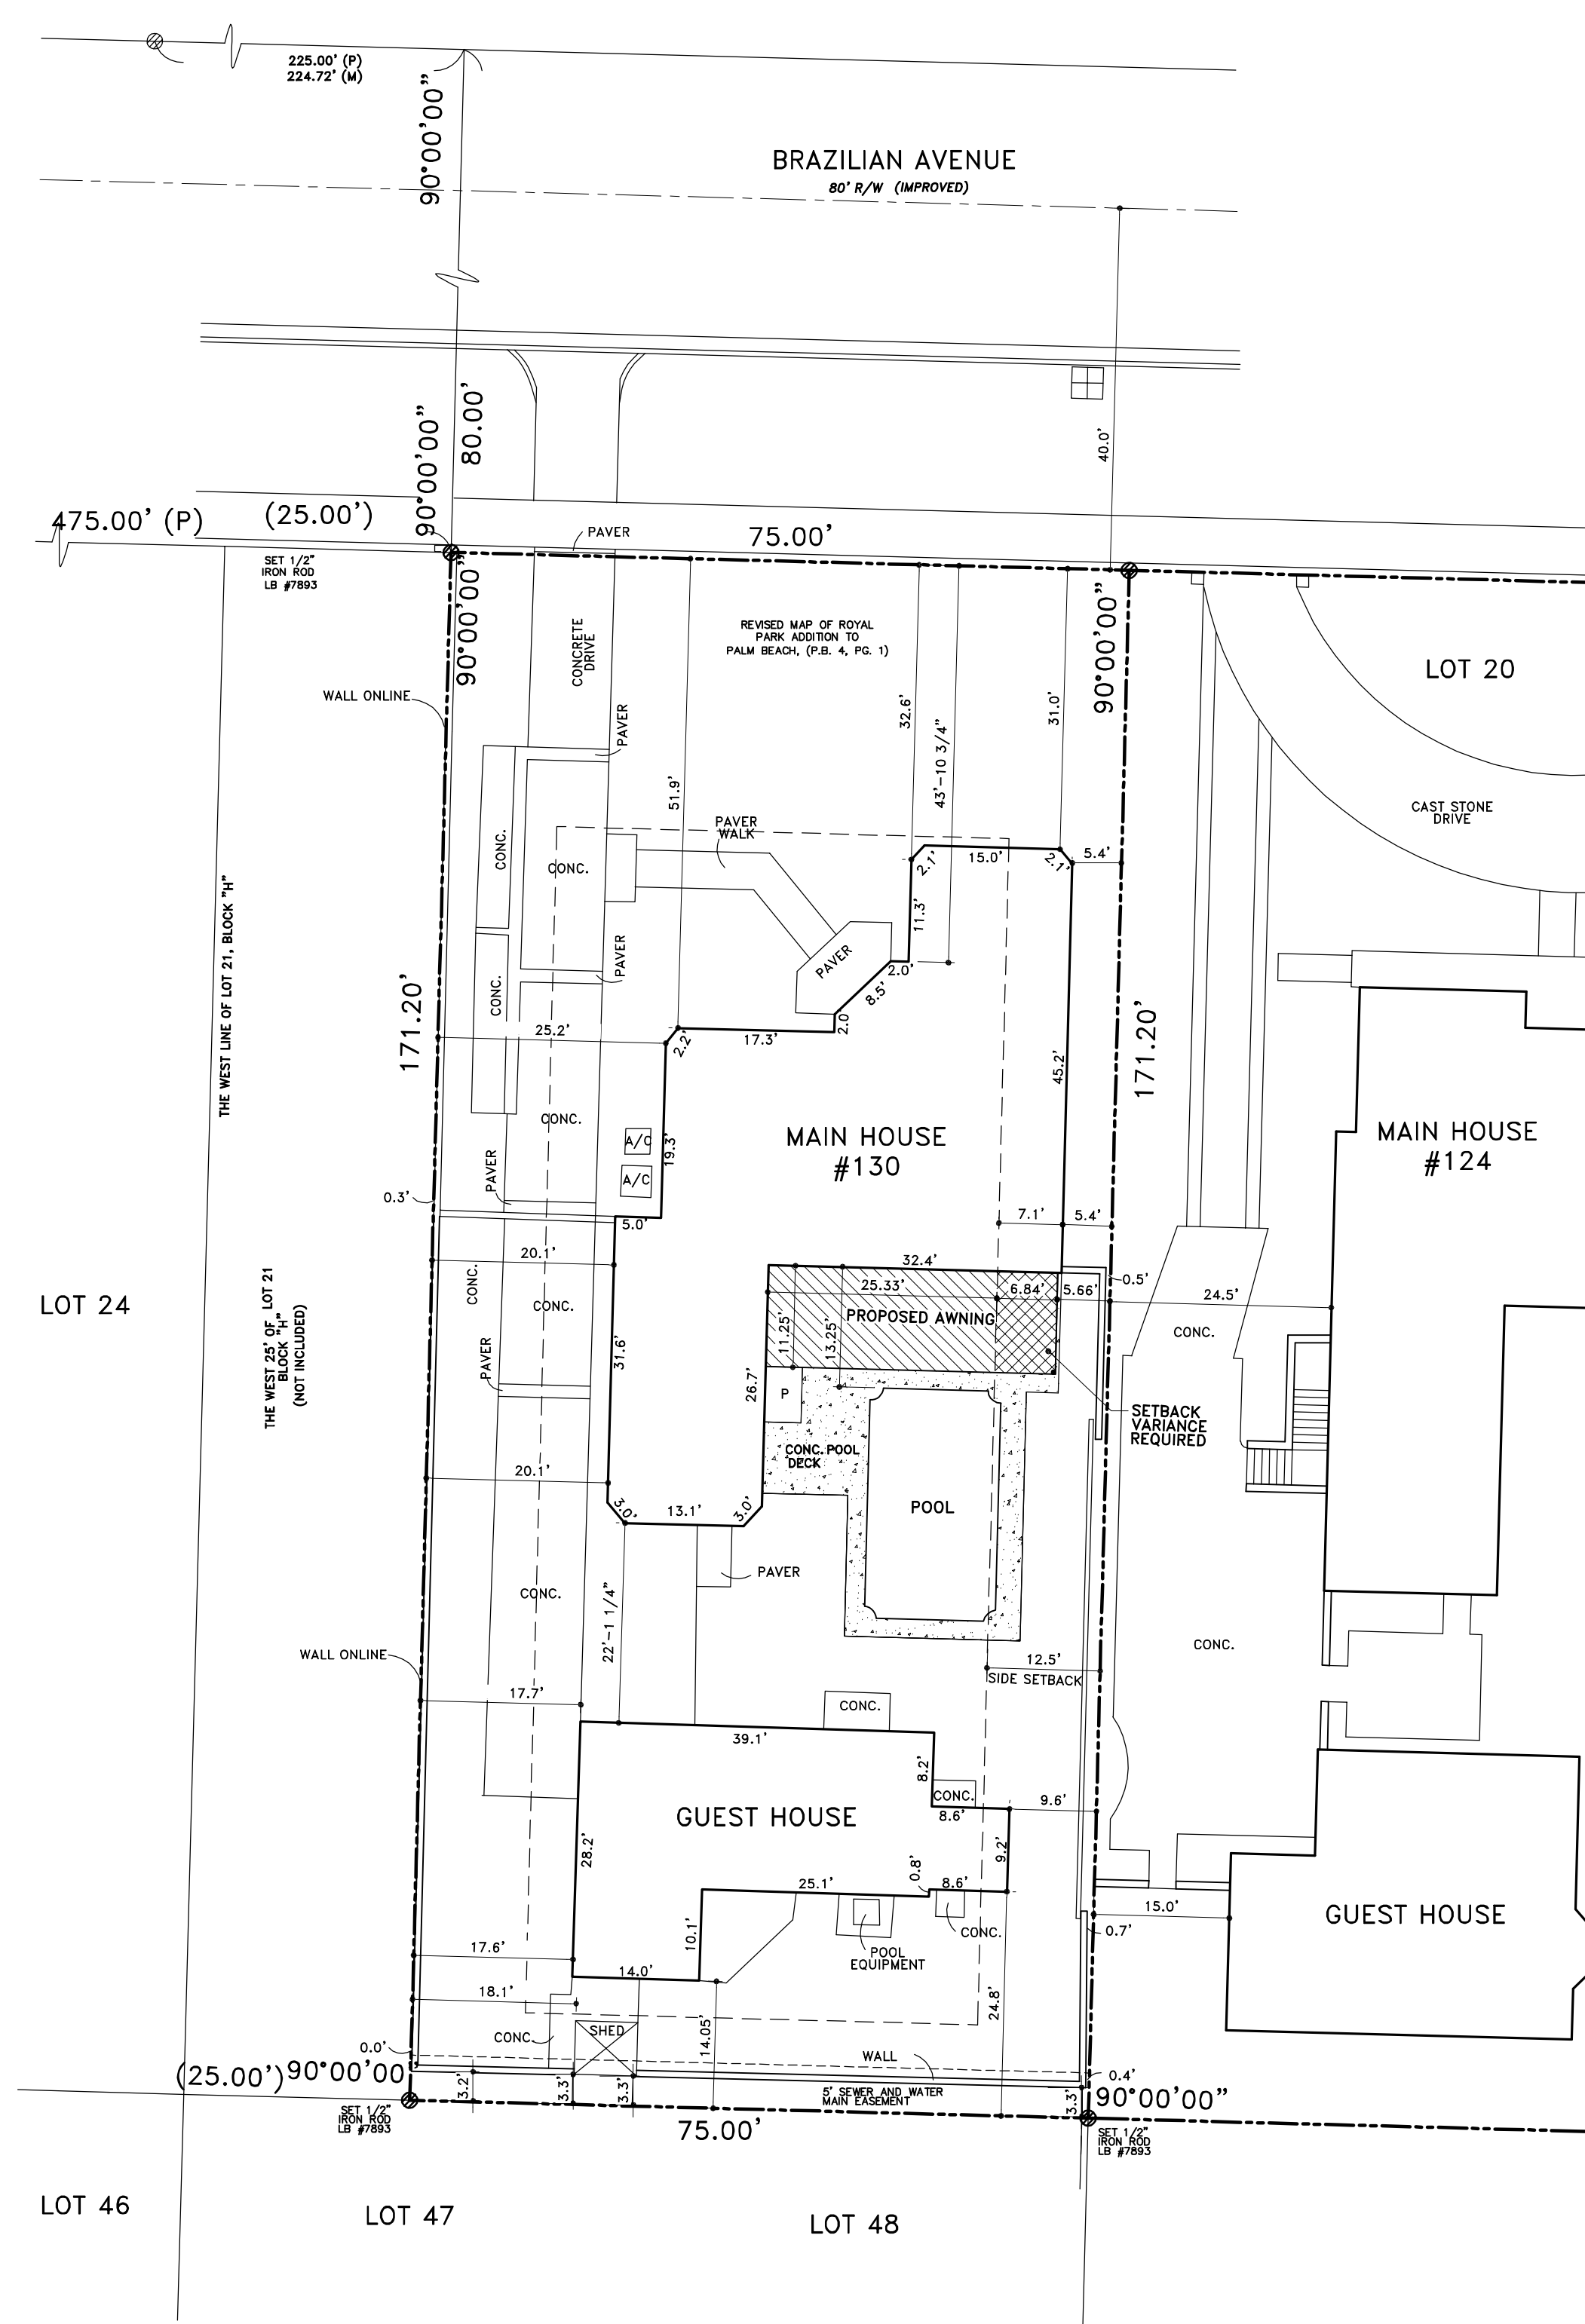 225.00' (P)
224.72' (M)
90°00'00"
BRAZILIAN AVENUE
80' R/W (IMPROVED)
40.0'
80.00'
90°00'00"
475.00' (P)
(25.00')
75.00'
PAVER
SET 1/2"
IRON ROD
LB #7893
90°00'00"
CONCRETE
DRIVE
REVISED MAP OF ROYAL
PARK ADDITION TO
PALM BEACH, (P.B. 4, PG. 1)
90°00'00"
LOT 20
WALL ONLINE
PAVER
32.6'
43'-10 3/4"
31.0'
51.9'
CAST STONE
DRIVE
PAVER
WALK
CONC.
CONC.
2.1'
15.0'
2.1'
5.4'
11.3'
THE WEST LINE OF LOT 21, BLOCK "H"
PAVER
PAVER
2.0'
8.5'
CONC.
171.20'
25.2'
2.2'
17.3'
2.0'
45.2'
171.20'
CONC.
A/C
A/C
19.3'
MAIN HOUSE
#130
MAIN HOUSE
#124
PAVER
0.3'
5.0'
7.1'
5.4'
20.1'
32.4'
CONC.
CONC.
25.33'
6.84'
5.66'
0.5'
24.5'
LOT 24
THE WEST 25' OF LOT 21
BLOCK "H"
(NOT INCLUDED)
11.25'
13.25'
PROPOSED AWNING
CONC.
PAVER
31.6'
26.7'
P
SETBACK
VARIANCE
REQUIRED
CONC. POOL
DECK
20.1'
POOL
3.0'
13.1'
3.0'
PAVER
CONC.
22'-1 1/4"
CONC.
WALL ONLINE
12.5'
SIDE SETBACK
17.7'
CONC.
39.1'
8.2'
CONC.
8.6'
9.6'
GUEST HOUSE
28.2'
9.2'
0.8'
25.1'
8.6'
15.0'
GUEST HOUSE
10.1'
CONC.
0.7'
POOL
EQUIPMENT
17.6'
14.0'
18.1'
24.8'
CONC.
SHED
14.05'
0.0'
WALL
(25.00')
90°00'00
3.2'
3.3'
3.3'
5' SEWER AND WATER
MAIN EASEMENT
3.3'
0.4'
90°00'00"
SET 1/2"
IRON ROD
LB #7893
75.00'
SET 1/2"
IRON ROD
LB #7893
LOT 46
LOT 47
LOT 48